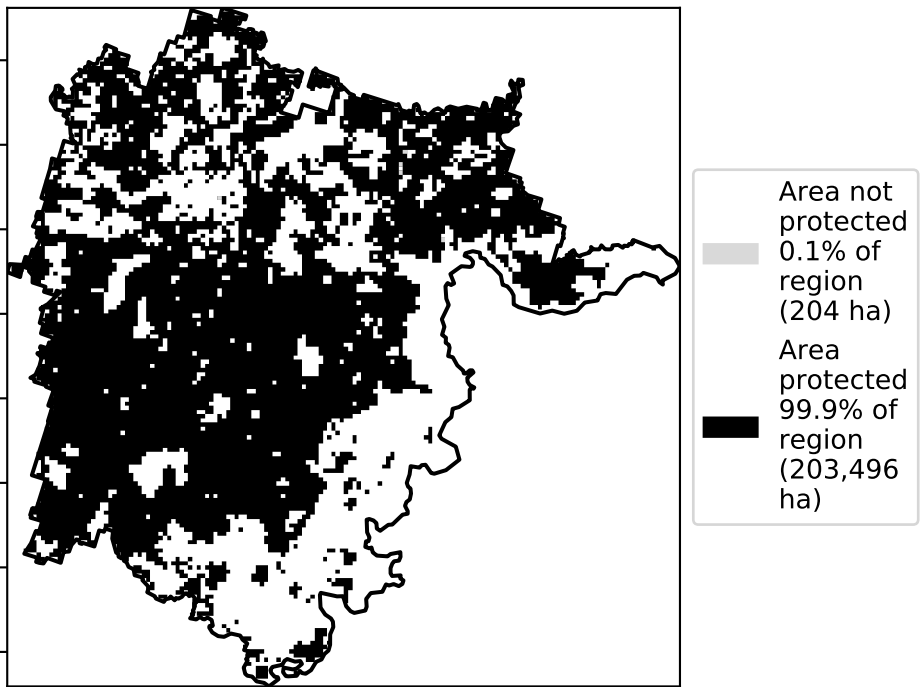 Area not
protected
0.1% of
region
(204 ha)
Area
protected
99.9% of
region
(203,496
ha)